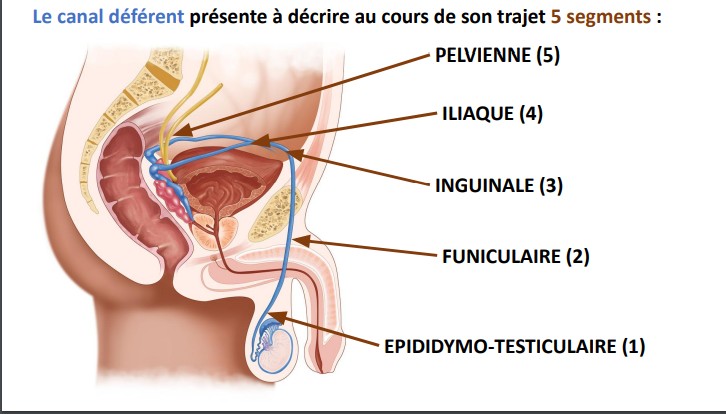 Le canal déférent présente à décrire au cours de son trajet 5 segments :
PELVIENNE (5)
ILIAQUE (4)
INGUINALE (3)
FUNICULAIRE (2)
EPIDIDYMO-TESTICULAIRE (1)